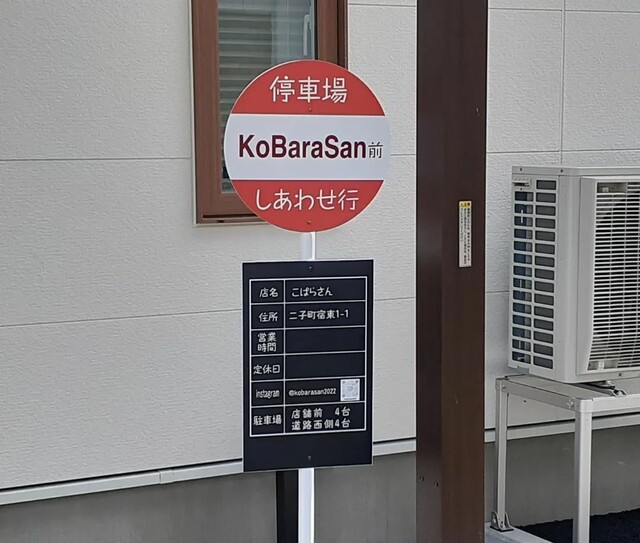 停車場
KoBaraSan前
しあわせ行
店名 こばらさん
住所 二子町宿東1-1
営業
時間
定休日
instagram @kobarasan2022
駐車場 店舗前 4台
道路西側4台